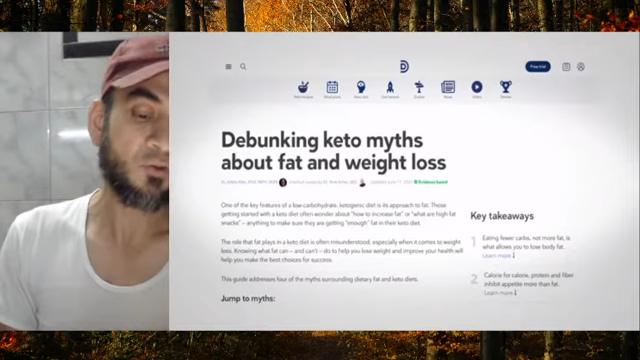 Free trial
Debunking keto myths
about fat and weight loss
Evidence based
One of the key features of a low-carbohydrate, ketogenic diet is its approach to fat. Those
getting started with a keto diet often wonder about "how to increase fat" or "what are high-fat
snacks" – anything to make sure they are getting "enough" fat in their keto diet.
The role that fat plays in a keto diet is often misunderstood, especially when it comes to weight
loss. Knowing what fat can — and can't — do to help you lose weight and improve your health will
help you make the best choices for success.
This guide addresses four of the myths surrounding dietary fat and keto diets.
Jump to myths:
Key takeaways
1 Eating fewer carbs, not more fat, is
what allows you to lose body fat.
Learn more
2 Calorie for calorie, protein and fiber
inhibit appetite more than fat.
Learn more